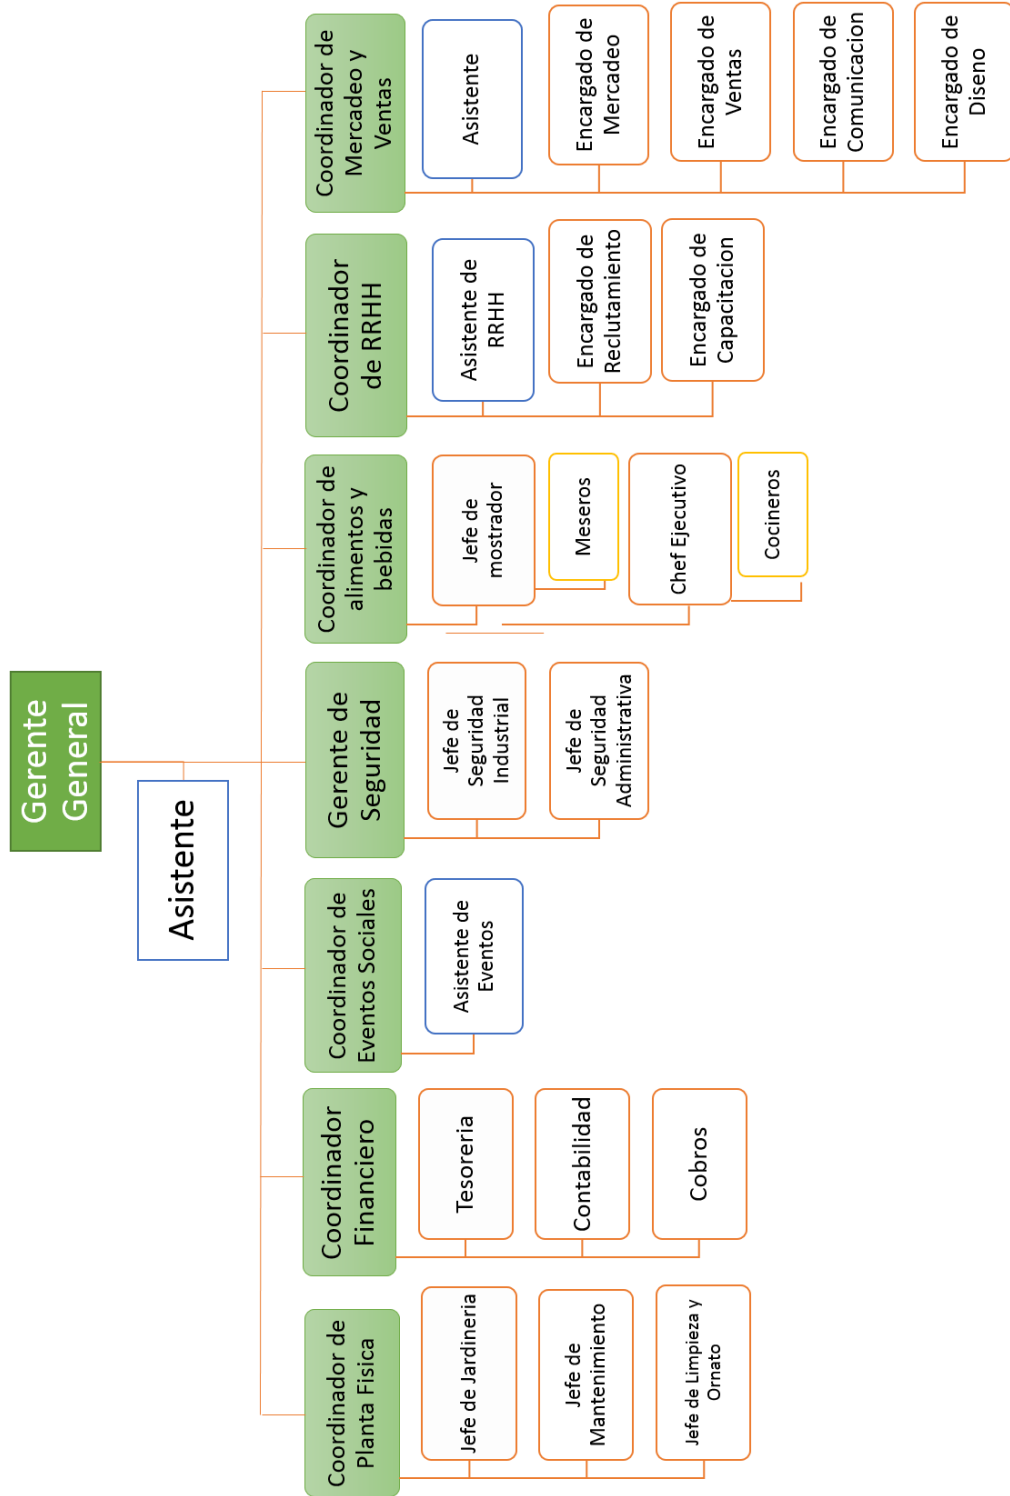 Gerente
General
Asistente
Coordinador de
Planta Fisica
Jefe de Jardineria
Jefe de
Mantenimiento
Jefe de Limpieza y
Ornato
Coordinador
Financiero
Tesoreria
Contabilidad
Cobros
Coordinador de
Eventos Sociales
Asistente de
Eventos
Gerente de
Seguridad
Jefe de
Seguridad
Industrial
Jefe de
Seguridad
Administrativa
Coordinador de
alimentos y
bebidas
Jefe de
mostrador
Meseros
Chef Ejecutivo
Cocineros
Coordinador
de RRHH
Asistente de
RRHH
Encargado de
Reclutamiento
Encargado de
Capacitacion
Coordinador de
Mercadeo y
Ventas
Asistente
Encargado de
Mercadeo
Encargado de
Ventas
Encargado de
Comunicacion
Encargado de
Diseno